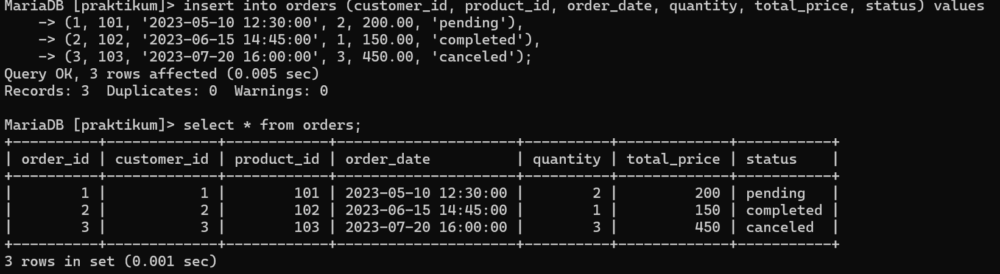 MariaDB [praktikum]> insert into orders (customer_id, product_id, order_date, quantity, total_price, status) values
    -> (1, 101, '2023-05-10 12:30:00', 2, 200.00, 'pending'),
    -> (2, 102, '2023-06-15 14:45:00', 1, 150.00, 'completed'),
    -> (3, 103, '2023-07-20 16:00:00', 3, 450.00, 'canceled');
Query OK, 3 rows affected (0.005 sec)
Records: 3  Duplicates: 0  Warnings: 0

MariaDB [praktikum]> select * from orders;
+----------+-------------+------------+---------------------+----------+-------------+-----------+
| order_id | customer_id | product_id | order_date          | quantity | total_price | status    |
+----------+-------------+------------+---------------------+----------+-------------+-----------+
|        1 |           1 |        101 | 2023-05-10 12:30:00 |        2 |         200 | pending   |
|        2 |           2 |        102 | 2023-06-15 14:45:00 |        1 |         150 | completed |
|        3 |           3 |        103 | 2023-07-20 16:00:00 |        3 |         450 | canceled  |
+----------+-------------+------------+---------------------+----------+-------------+-----------+
3 rows in set (0.001 sec)